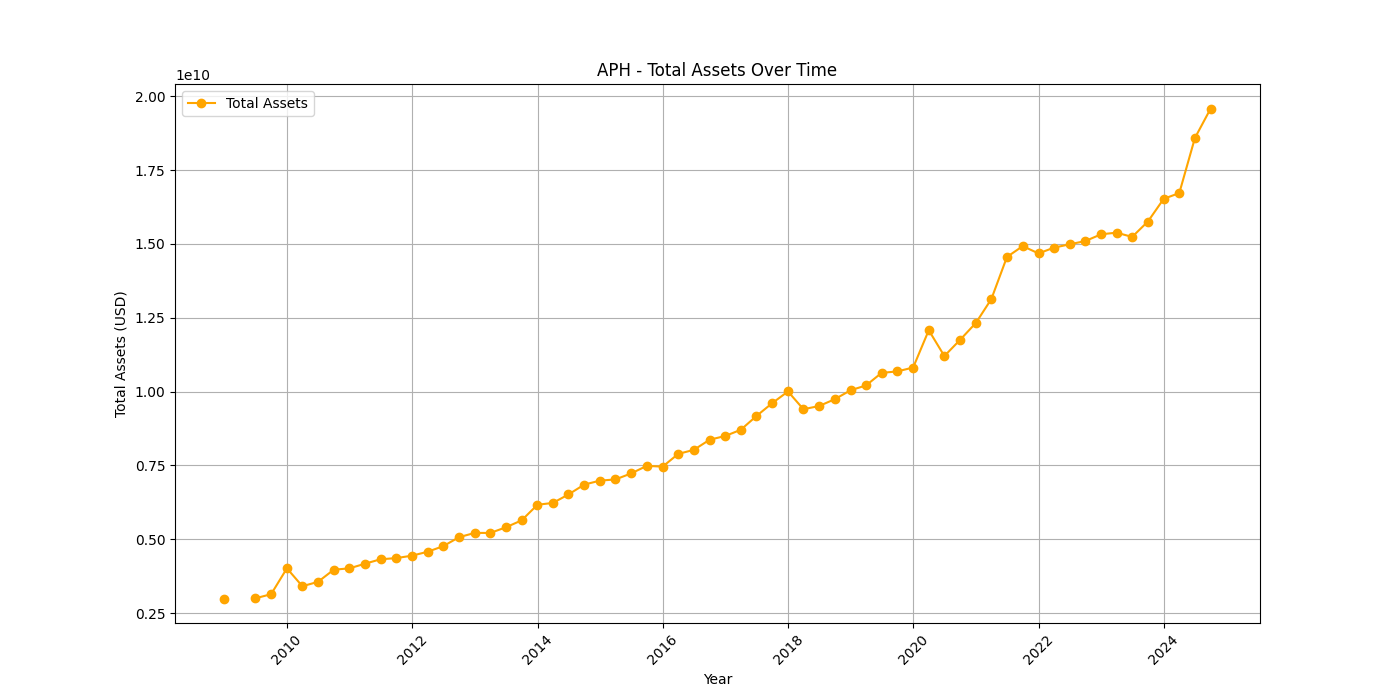 APH - Total Assets Over Time
1e10
Total Assets
2.00
1.75
1.50
1.25
1.00
0.75
0.50
0.25
Total Assets (USD)
2010 2012 2014 2016 2018 2020 2022 2024
Year